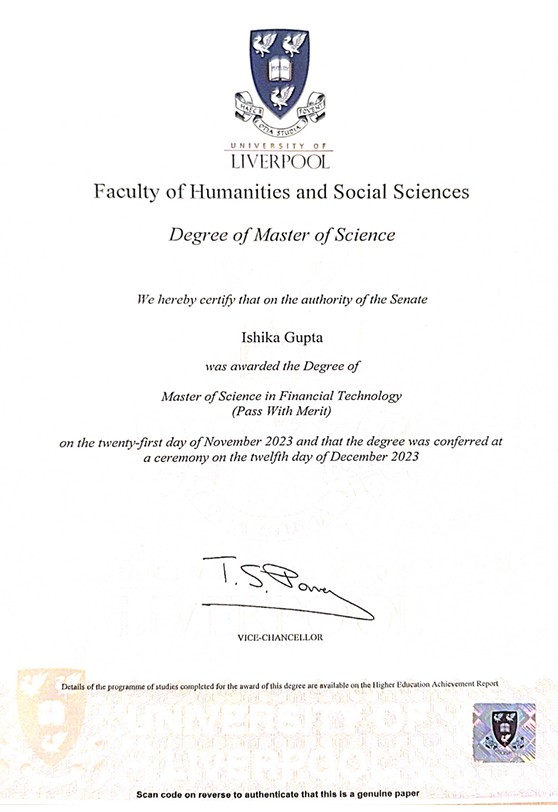 HAEC
OTIA STUDIA
FOVENT
UNIVERSITY OF
LIVERPOOL
Faculty of Humanities and Social Sciences
Degree of Master of Science
We hereby certify that on the authority of the Senate
Ishika Gupta
was awarded the Degree of
Master of Science in Financial Technology
(Pass With Merit)
on the twenty-first day of November 2023 and that the degree was conferred at
a ceremony on the twelfth day of December 2023
T. S.
VICE-CHANCELLOR
Details of the programme of studies completed for the award of this degree are available on the Higher Education Achievement Report
UNIVERSITY OF
LIVERPOOL
Scan code on reverse to authenticate that this is a genuine paper